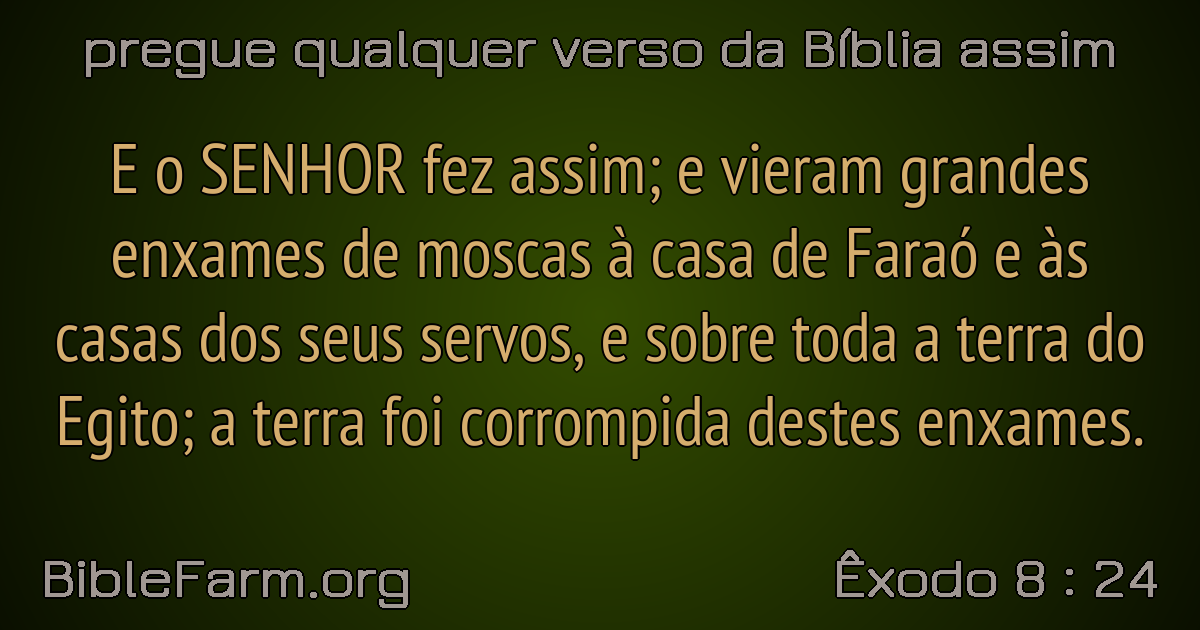 pregue qualquer verso da Bíblia assim
E o SENHOR fez assim; e vieram grandes
enxames de moscas à casa de Faraó e às
casas dos seus servos, e sobre toda a terra do
Egito; a terra foi corrompida destes enxames.
BibleFarm.org
Êxodo 8 : 24